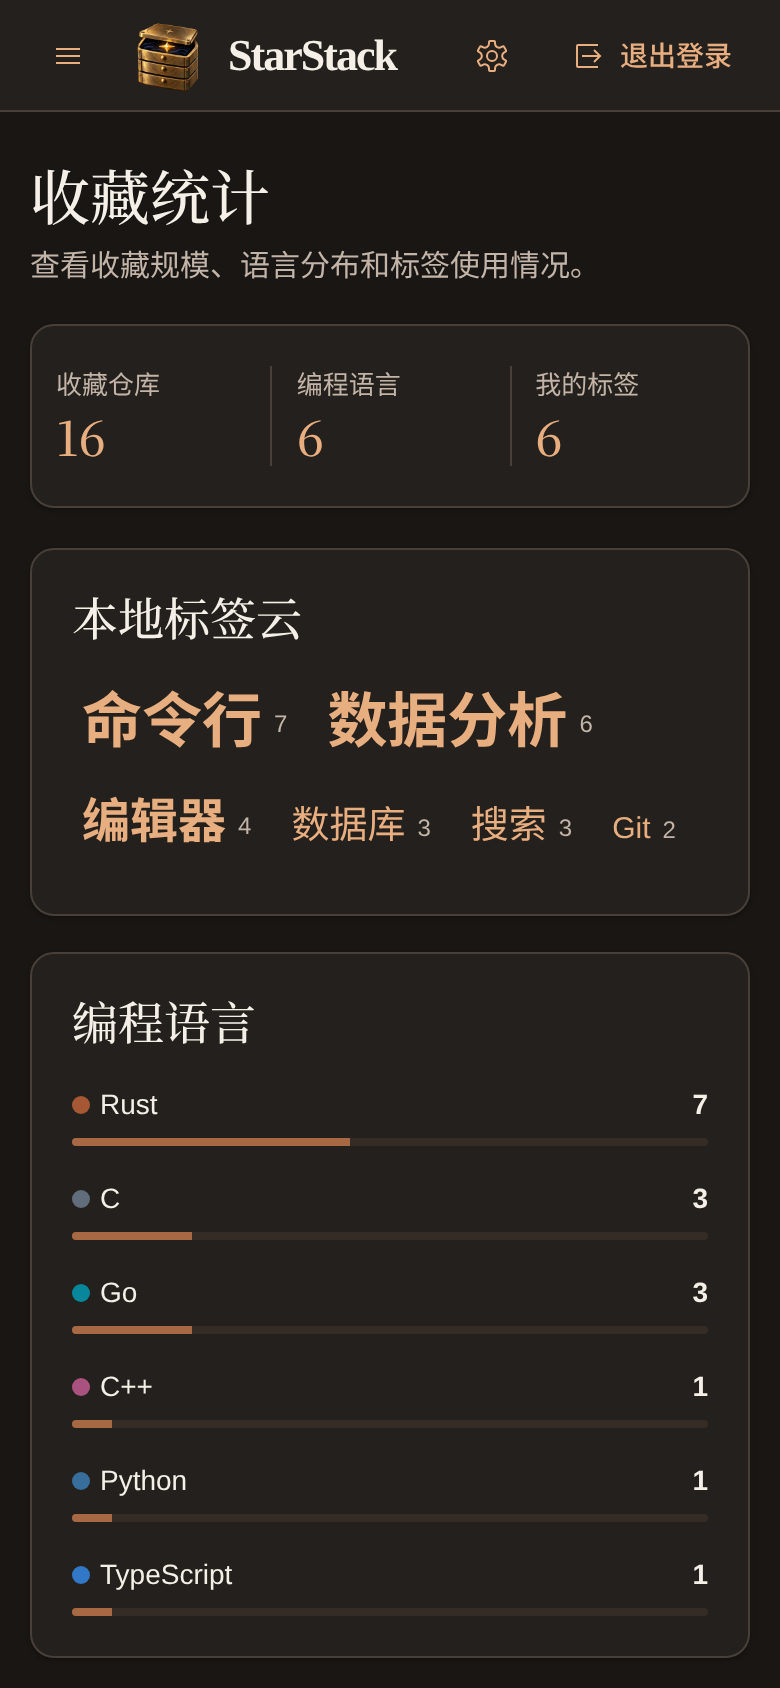 StarStack 退出登录
收藏统计
查看收藏规模、语言分布和标签使用情况。
收藏仓库 编程语言 我的标签
16 6 6
本地标签云
命令行 7 数据分析 6
编辑器 4 数据库 3 搜索 3 Git 2
编程语言
Rust 7
C 3
Go 3
C++ 1
Python 1
TypeScript 1